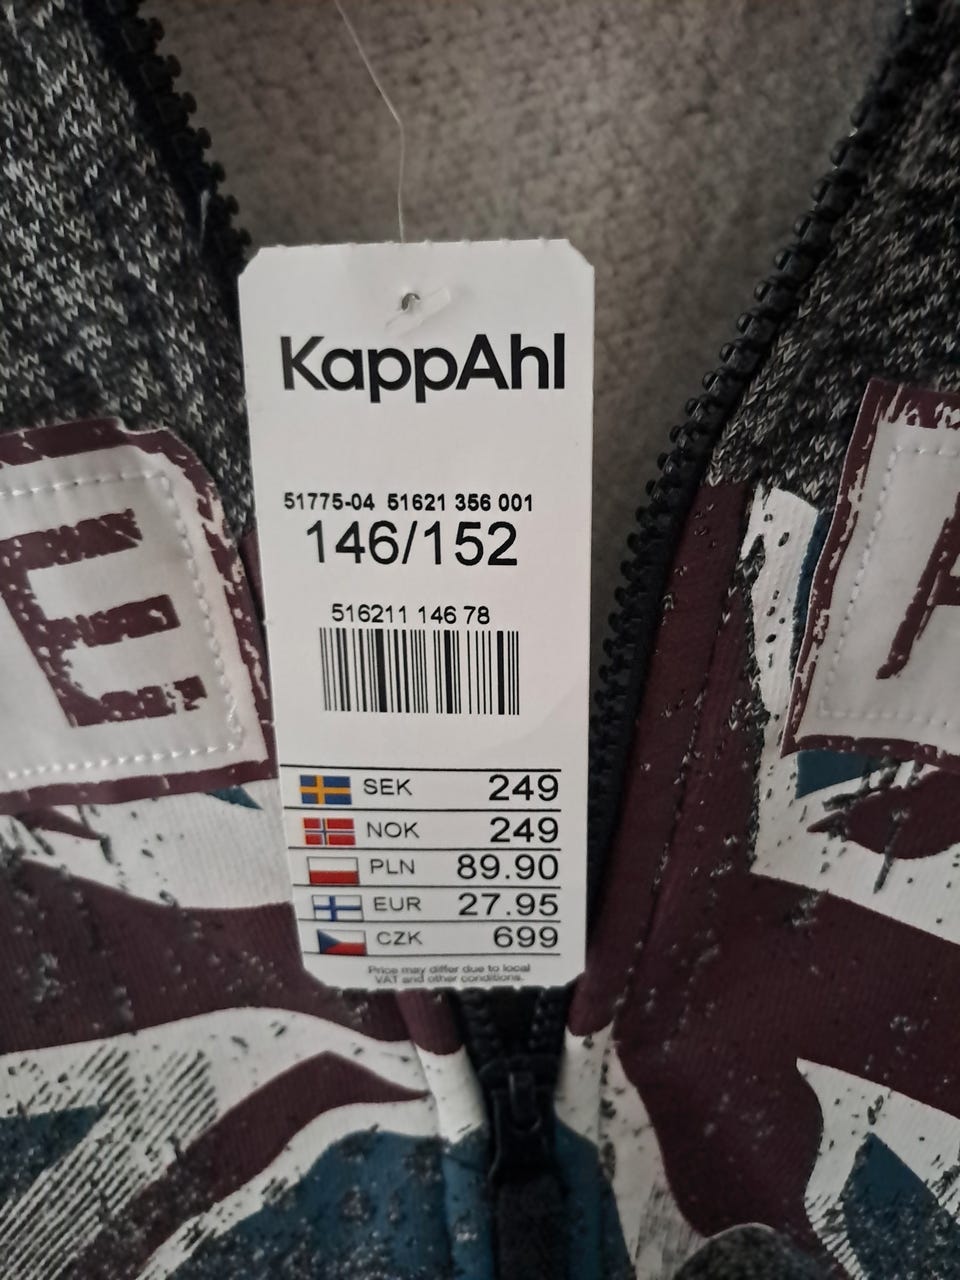 KappAhl
51775-04 51621 356 001
146/152
516211 146 78
SEK 249
NOK 249
PLN 89.90
EUR 27.95
CZK 699
Price may differ due to local
VAT and other conditions.
E